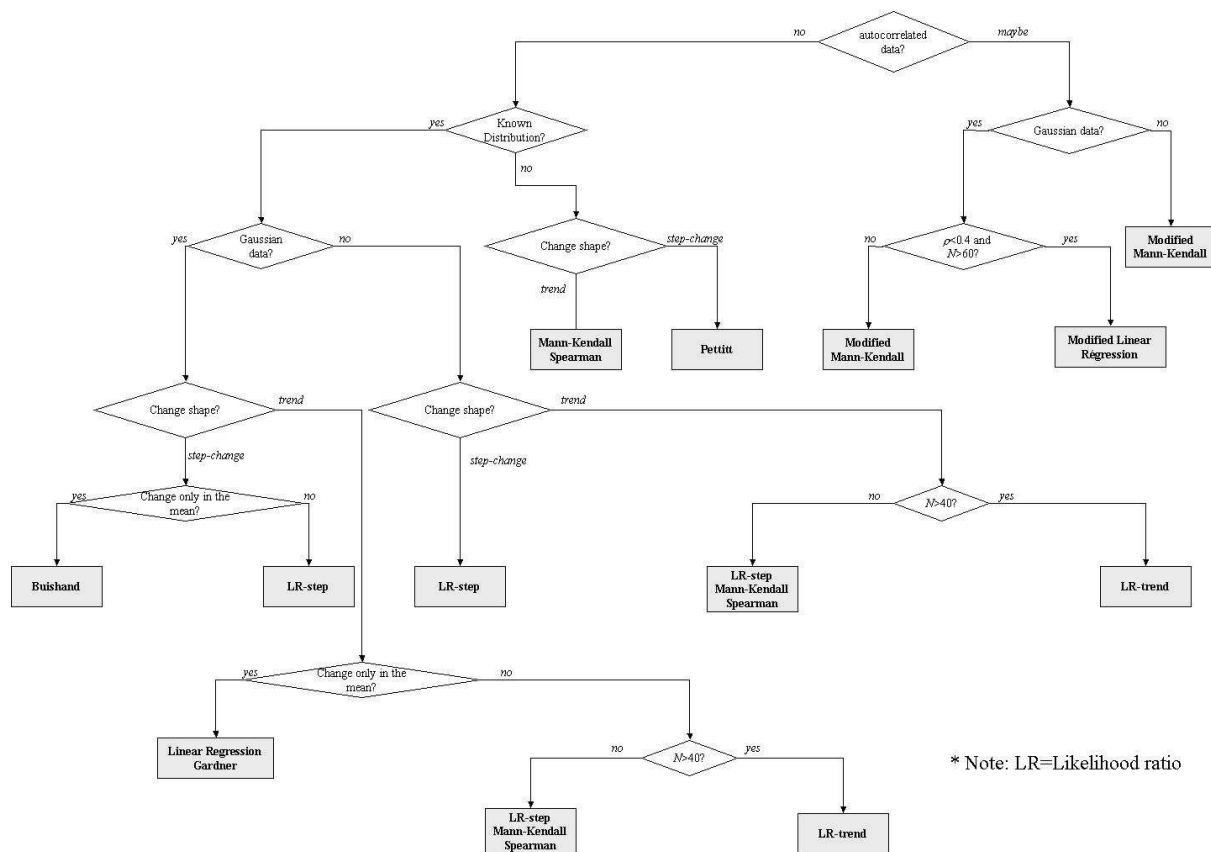 autocorrelated
data?
no
maybe
Known
Distribution?
yes
no
Gaussian data?
yes
no
Gaussian
data?
yes
no
Change shape?
step-change
trend
ρ<0.4 and
N>60?
no
yes
Modified
Mann-Kendall
Mann-Kendall
Spearman
Pettitt
Modified
Mann-Kendall
Modified Linear
Régression
Change shape?
trend
step-change
Change shape?
trend
step-change
Change only in the
mean?
yes
no
N>40?
no
yes
Buishand
LR-step
LR-step
LR-step
Mann-Kendall
Spearman
LR-trend
Change only in the
mean?
yes
no
Linear Regression
Gardner
N>40?
no
yes
* Note: LR=Likelihood ratio
LR-step
Mann-Kendall
Spearman
LR-trend